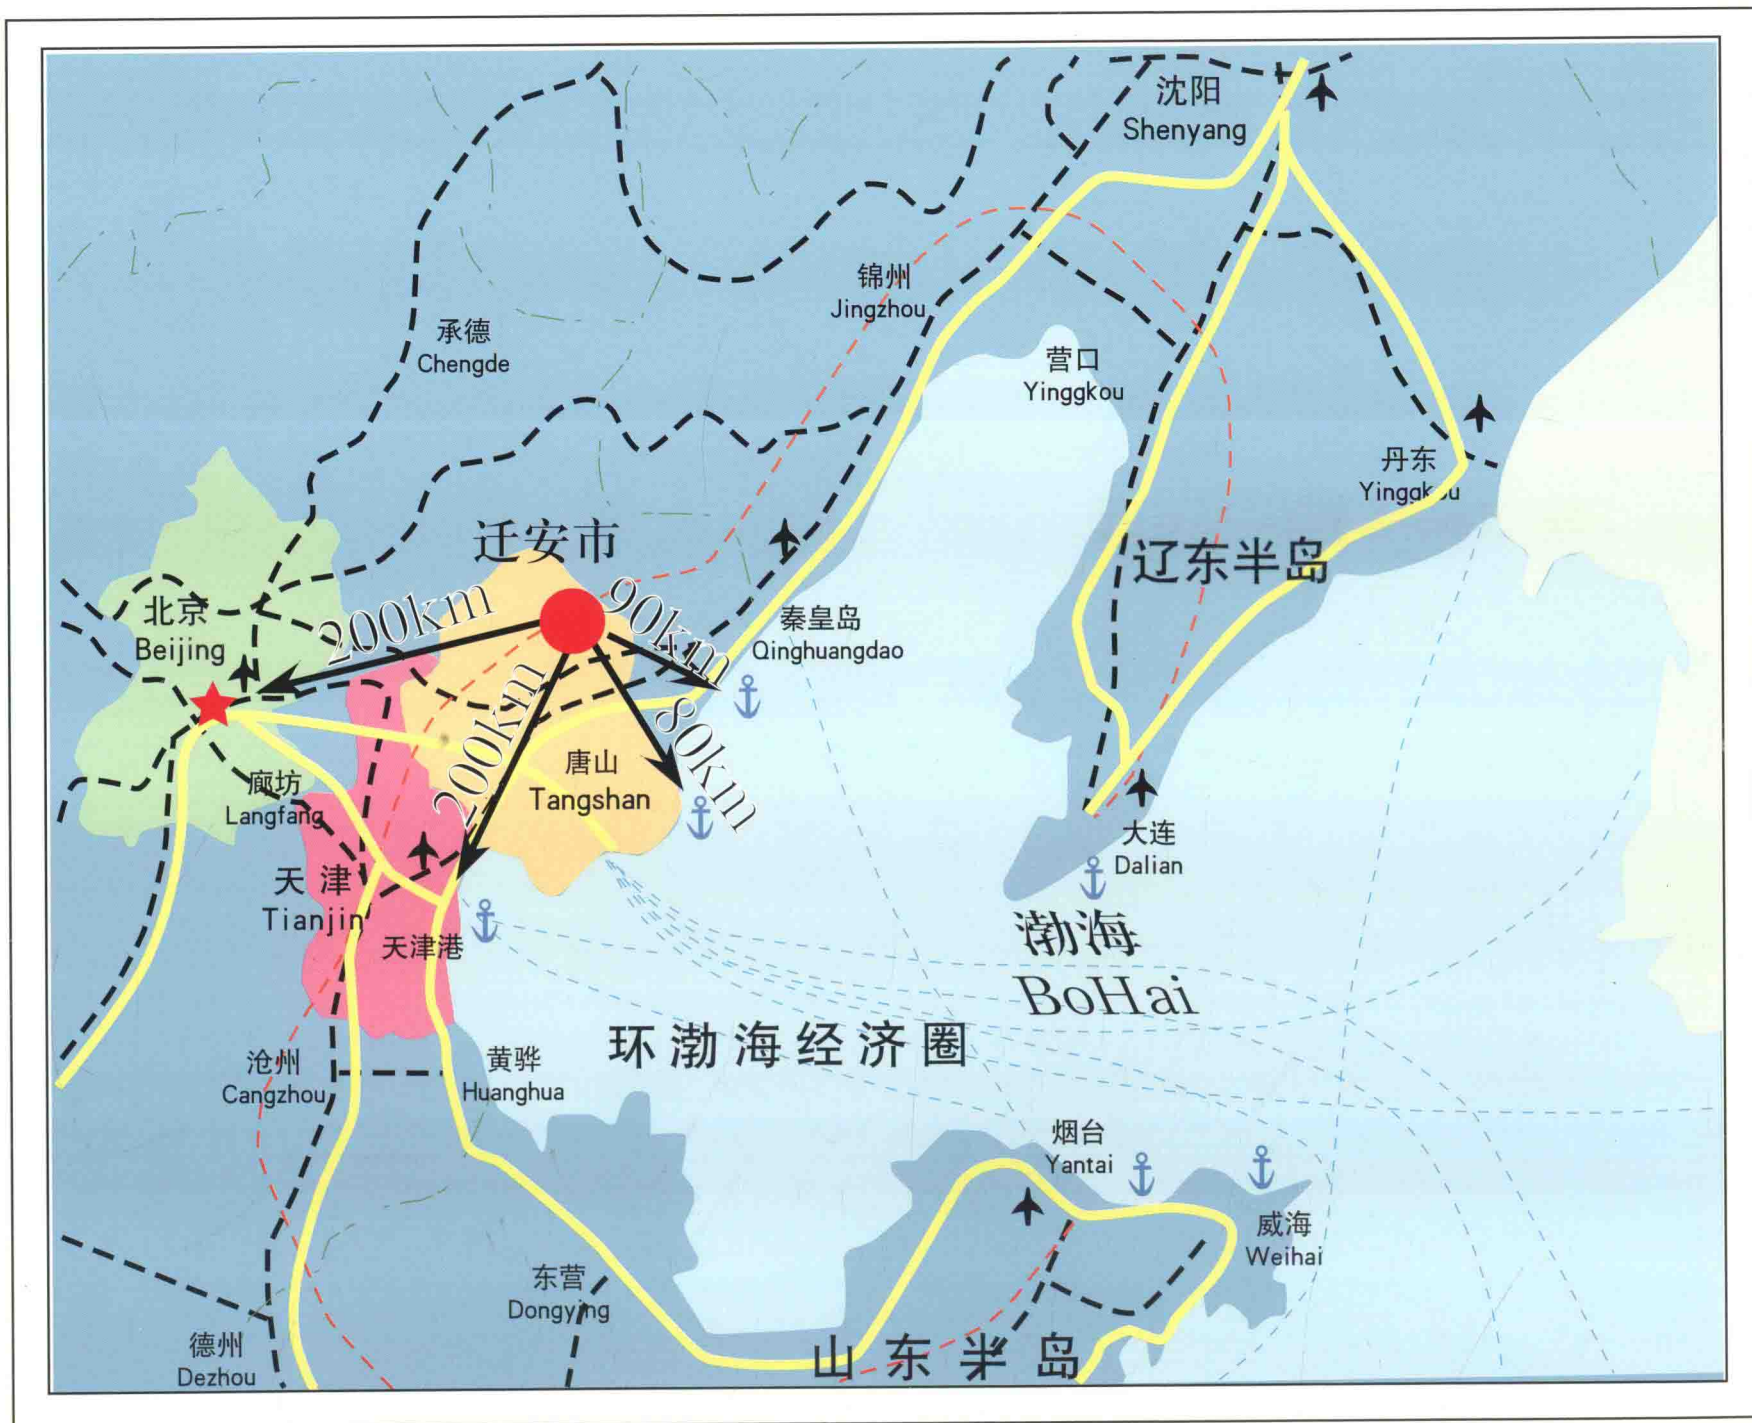 沈阳
Shenyang
锦州
Jingzhou
承德
Chengde
营口
Yinggkou
丹东
Yinggkou
迁安市
辽东半岛
北京
Beijing
200km
90km
秦皇岛
Qinghuangdao
200km
80km
唐山
Tangshan
廊坊
Langfang
大连
Dalian
天津
Tianjin
天津港
渤海
BoHai
环渤海经济圈
沧州
Cangzhou
黄骅
Huanghua
烟台
Yantai
威海
Weihai
东营
Dongying
德州
Dezhou
山东半岛